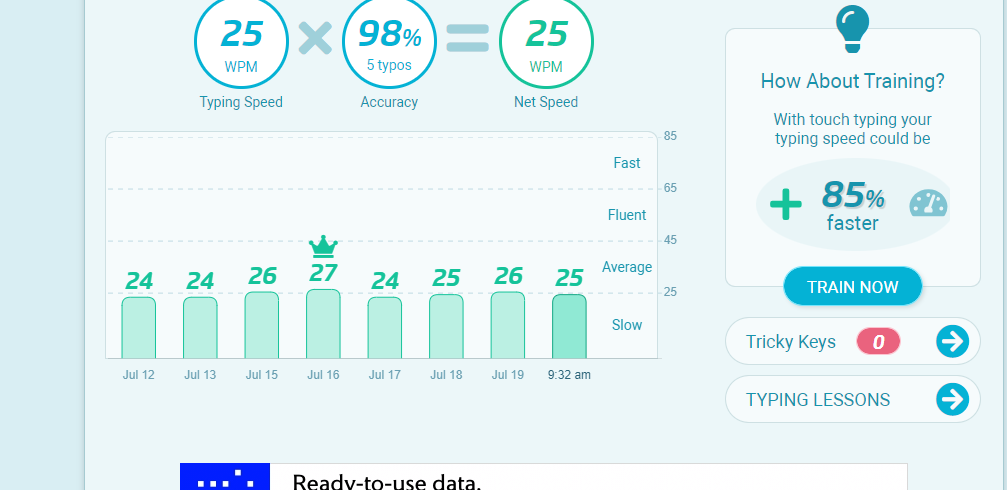 25
WPM
Typing Speed
98%
5 typos
Accuracy
25
WPM
Net Speed
85
65
45
25
Fast
Fluent
Average
Slow
24
24
26
27
24
25
26
25
Jul 12
Jul 13
Jul 15
Jul 16
Jul 17
Jul 18
Jul 19
9:32 am
How About Training?
With touch typing your
typing speed could be
+ 85%
faster
TRAIN NOW
Tricky Keys 0
TYPING LESSONS
Ready-to-use data.